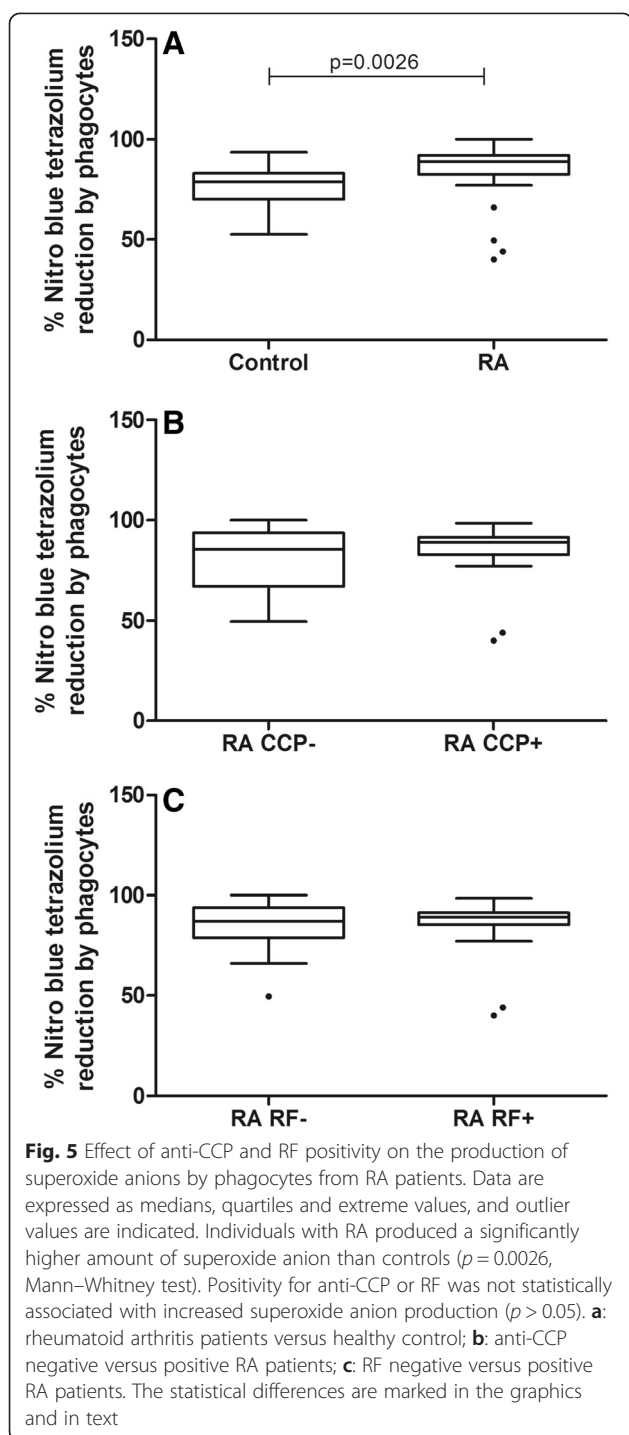 A
150
100
50
0
% Nitro blue tetrazolium
reduction by phagocytes
p=0.0026
Control RA
B
150
100
50
0
% Nitro blue tetrazolium
reduction by phagocytes
RA CCP- RA CCP+
C
150
100
50
0
% Nitro blue tetrazolium
reduction by phagocytes
RA RF- RA RF+
Fig. 5 Effect of anti-CCP and RF positivity on the production of
superoxide anions by phagocytes from RA patients. Data are
expressed as medians, quartiles and extreme values, and outlier
values are indicated. Individuals with RA produced a significantly
higher amount of superoxide anion than controls (p = 0.0026,
Mann–Whitney test). Positivity for anti-CCP or RF was not statistically
associated with increased superoxide anion production (p > 0.05). a:
rheumatoid arthritis patients versus healthy control; b: anti-CCP
negative versus positive RA patients; c: RF negative versus positive
RA patients. The statistical differences are marked in the graphics
and in text